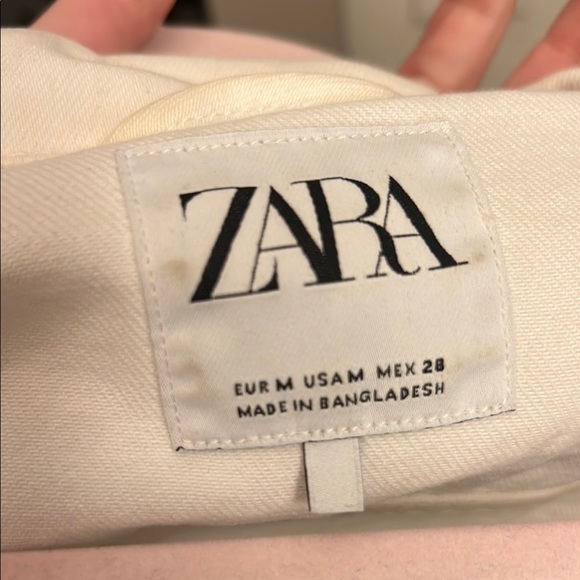 ZARA
EUR M USA M MEX 28
MADE IN BANGLADESH